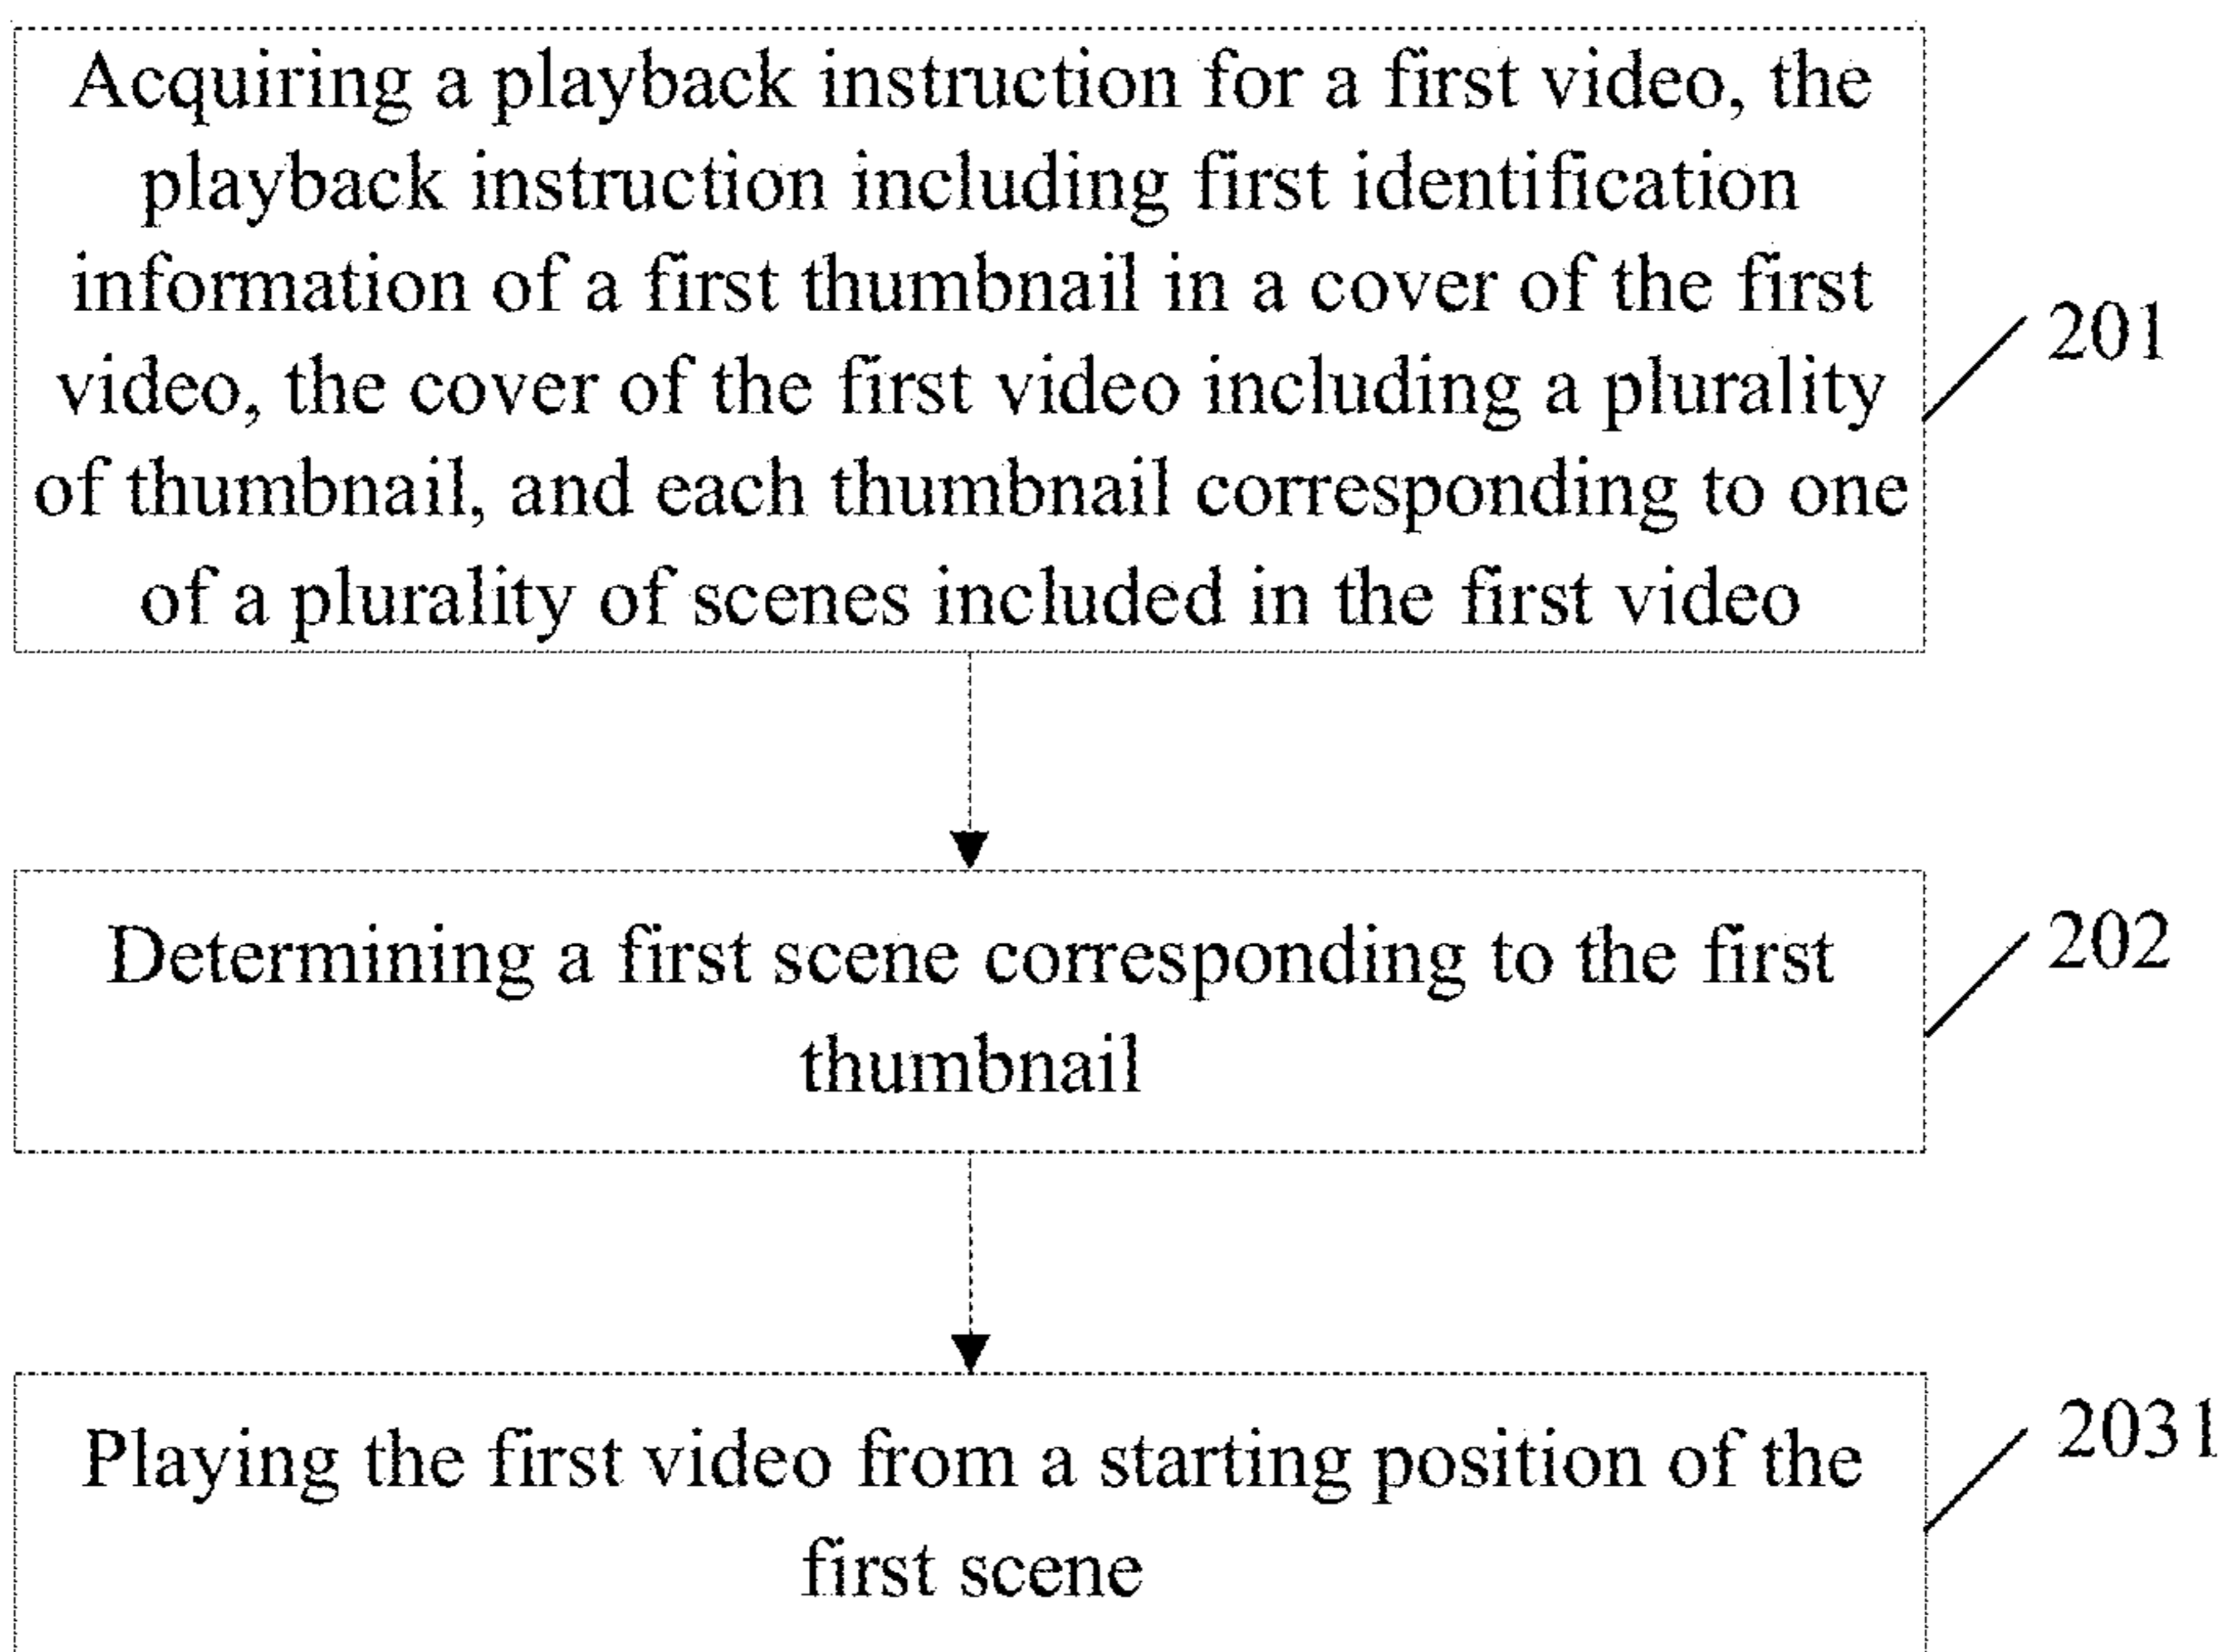 Acquiring a playback instruction for a first video, the
playback instruction including first identification
information of a first thumbnail in a cover of the first
video, the cover of the first video including a plurality
of thumbnail, and each thumbnail corresponding to one
of a plurality of scenes included in the first video
201
Determining a first scene corresponding to the first
thumbnail
202
Playing the first video from a starting position of the
first scene
2031